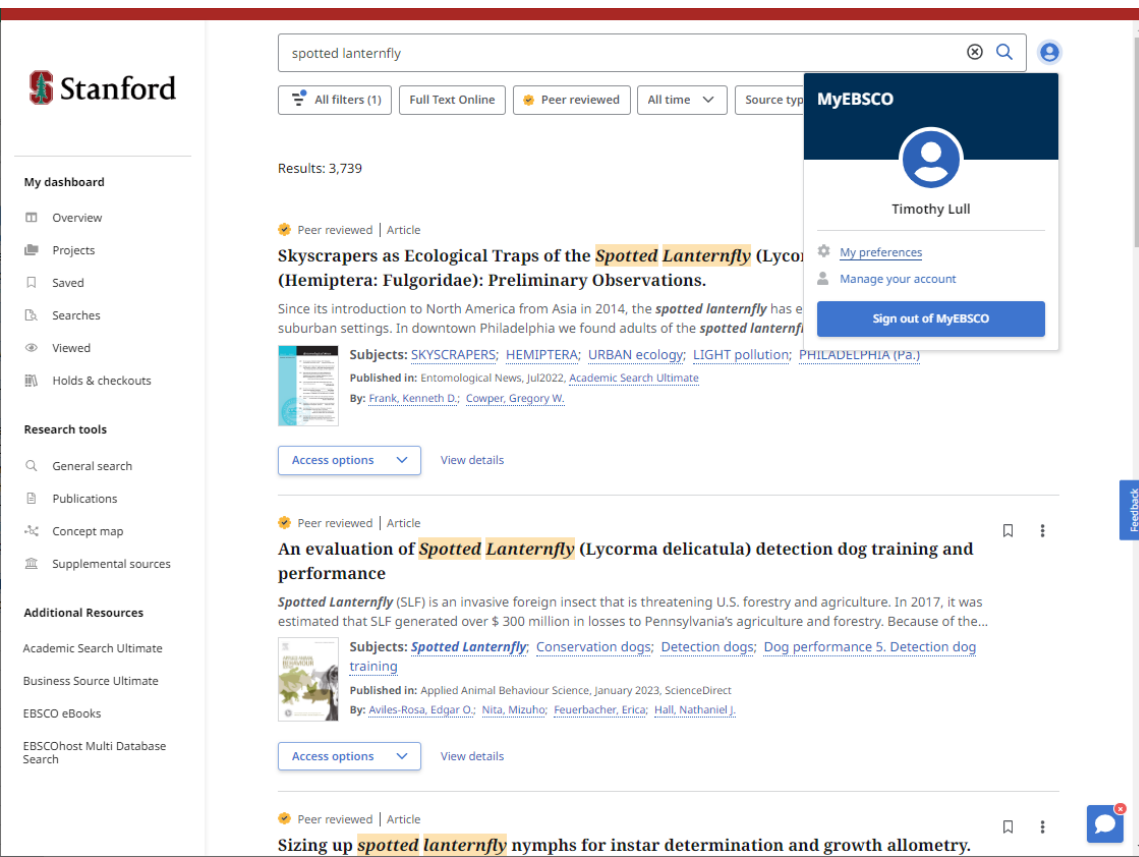 spotted lanternfly
Stanford
All filters (1)
Full Text Online
Peer reviewed
All time
Source typ
MyEBSCO
Timothy Lull
My preferences
Manage your account
Sign out of MyEBSCO
My dashboard
Overview
Projects
Saved
Searches
Viewed
Holds & checkouts
Research tools
General search
Publications
Concept map
Supplemental sources
Additional Resources
Academic Search Ultimate
Business Source Ultimate
EBSCO eBooks
EBSCOhost Multi Database
Search
Results: 3,739
Peer reviewed | Article
Skyscrapers as Ecological Traps of the Spotted Lanternfly (Lycor
(Hemiptera: Fulgoridae): Preliminary Observations.
Since its introduction to North America from Asia in 2014, the spotted lanternfly has e
suburban settings. In downtown Philadelphia we found adults of the spotted lanternf
Subjects: SKYSCRAPERS; HEMIPTERA; URBAN ecology; LIGHT pollution; PHILADELPHIA (Pa.)
Published in: Entomological News, Jul2022, Academic Search Ultimate
By: Frank, Kenneth D.; Cowper, Gregory W.
Access options
View details
Peer reviewed | Article
An evaluation of Spotted Lanternfly (Lycorma delicatula) detection dog training and
performance
Spotted Lanternfly (SLF) is an invasive foreign insect that is threatening U.S. forestry and agriculture. In 2017, it was
estimated that SLF generated over $ 300 million in losses to Pennsylvania's agriculture and forestry. Because of the...
Subjects: Spotted Lanternfly; Conservation dogs; Detection dogs; Dog performance 5. Detection dog
training
Published in: Applied Animal Behaviour Science, January 2023, ScienceDirect
By: Aviles-Rosa, Edgar O.; Nita, Mizuho; Feuerbacher, Erica; Hall, Nathaniel J.
Access options
View details
Peer reviewed | Article
Sizing up spotted lanternfly nymphs for instar determination and growth allometry.
Feedback